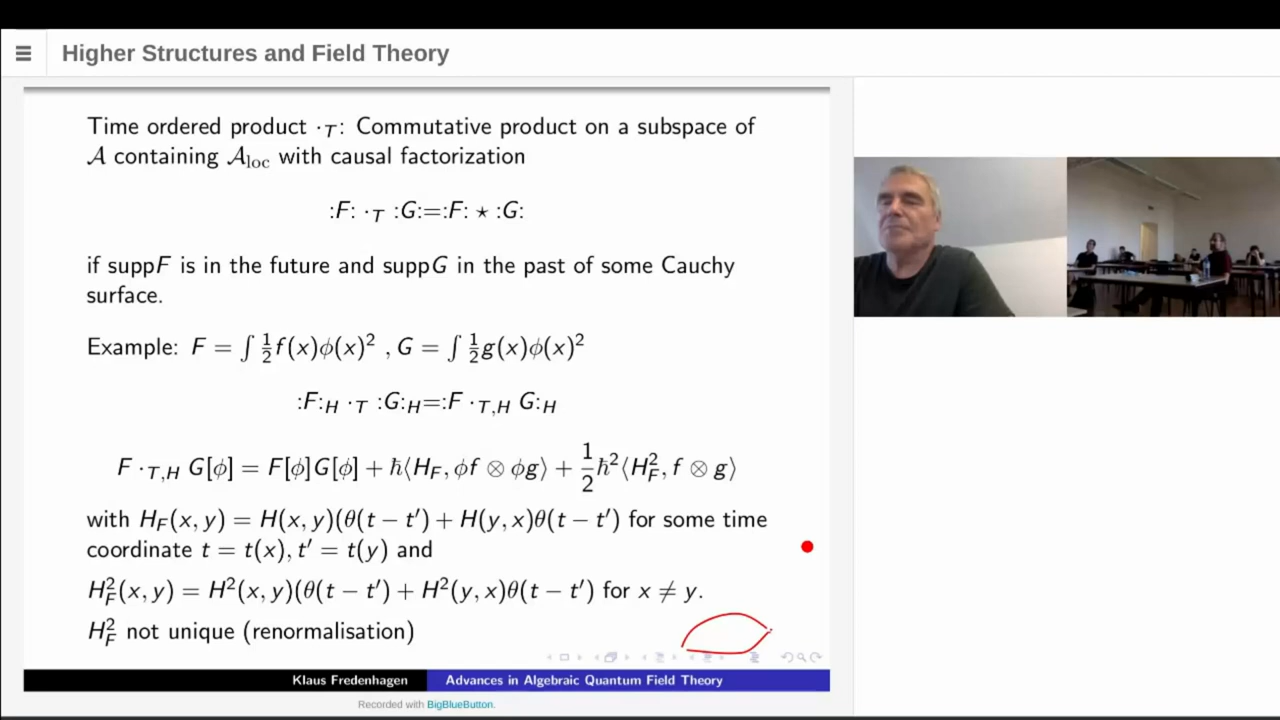 Higher Structures and Field Theory
Time ordered product ·_T: Commutative product on a subspace of
𝒜 containing 𝒜_loc with causal factorization
:F: ·_T :G:=:F: ⋆ :G:
if suppF is in the future and suppG in the past of some Cauchy
surface.
Example: F = ∫ ½f(x)ϕ(x)² , G = ∫ ½g(x)ϕ(x)²
:F:_H ·_T :G:_H=:F ·_{T,H} G:_H
F ·_{T,H} G[ϕ] = F[ϕ]G[ϕ] + ℏ⟨H_F, ϕf ⊗ ϕg⟩ + ½ℏ²⟨H_F², f ⊗ g⟩
with H_F(x, y) = H(x, y)(θ(t − t′) + H(y, x)θ(t − t′) for some time
coordinate t = t(x), t′ = t(y) and
H_F²(x, y) = H²(x, y)(θ(t − t′) + H²(y, x)θ(t − t′) for x ≠ y.
H_F² not unique (renormalisation)
Klaus Fredenhagen Advances in Algebraic Quantum Field Theory
Recorded with BigBlueButton.